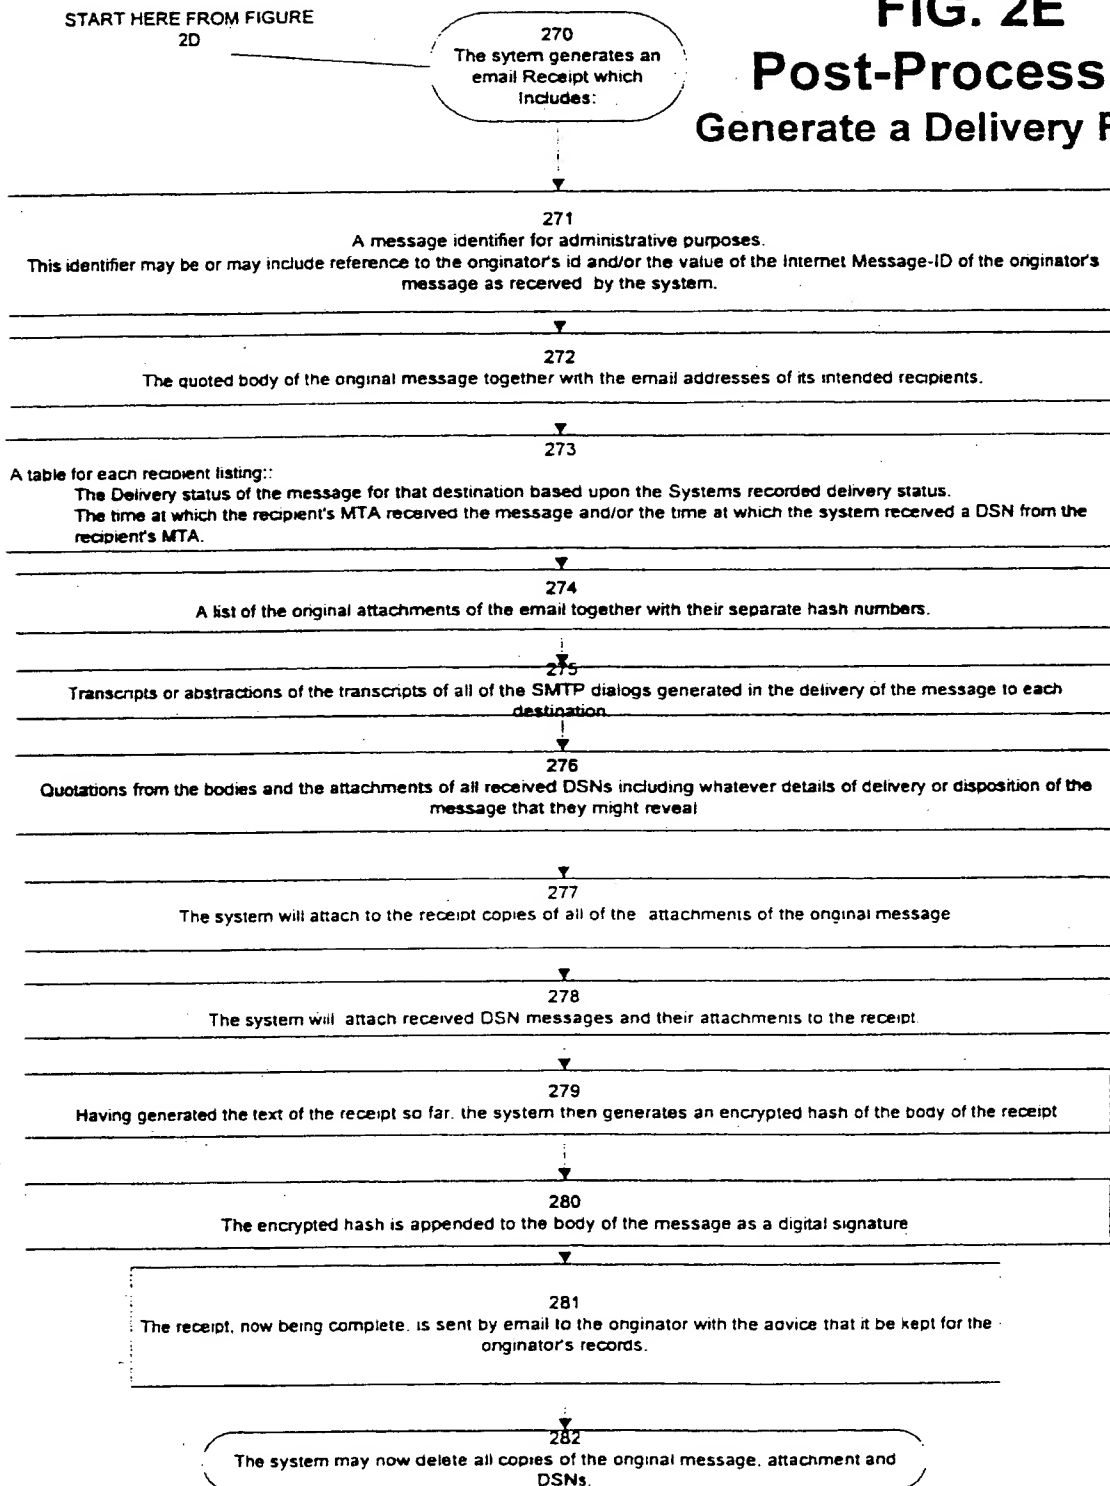 START HERE FROM FIGURE
2D
FIG. 2E
Post-Process
Generate a Delivery
270
The sytem generates an
email Receipt which
Includes:
271
A message identifier for administrative purposes.
This identifier may be or may include reference to the originator's id and/or the value of the Internet Message-ID of the originator's
message as received by the system.
272
The quoted body of the original message together with the email addresses of its intended recipients.
273
A table for each recipient listing::
The Delivery status of the message for that destination based upon the Systems recorded delivery status.
The time at which the recipient's MTA received the message and/or the time at which the system received a DSN from the
recipient's MTA.
274
A list of the original attachments of the email together with their separate hash numbers.
275
Transcripts or abstractions of the transcripts of all of the SMTP dialogs generated in the delivery of the message to each
destination
276
Quotations from the bodies and the attachments of all received DSNs including whatever details of delivery or disposition of the
message that they might reveal
277
The system will attach to the receipt copies of all of the attachments of the original message
278
The system will attach received DSN messages and their attachments to the receipt.
279
Having generated the text of the receipt so far, the system then generates an encrypted hash of the body of the receipt
280
The encrypted hash is appended to the body of the message as a digital signature
281
The receipt, now being complete, is sent by email to the originator with the advice that it be kept for the
originator's records.
282
The system may now delete all copies of the original message, attachment and
DSNs.